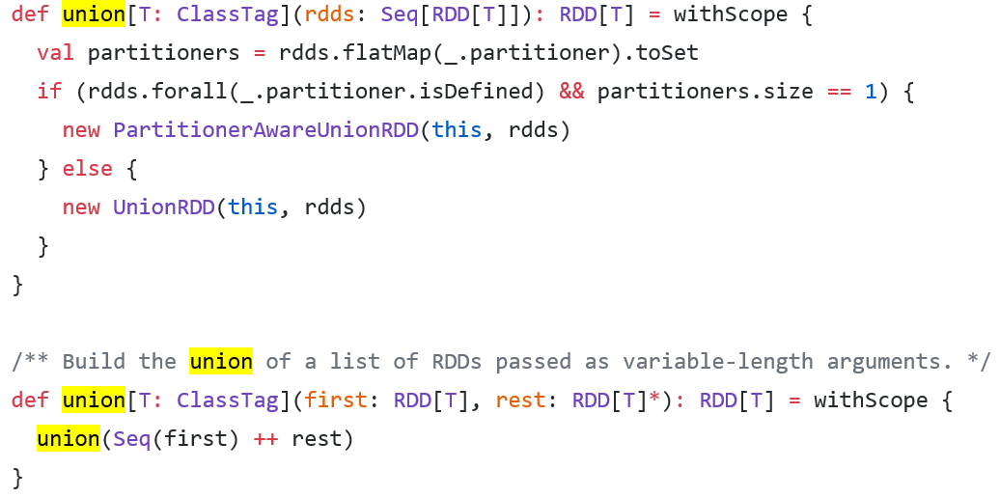 def union[T: ClassTag](rdds: Seq[RDD[T]]): RDD[T] = withScope {
  val partitioners = rdds.flatMap(_.partitioner).toSet
  if (rdds.forall(_.partitioner.isDefined) && partitioners.size == 1) {
    new PartitionerAwareUnionRDD(this, rdds)
  } else {
    new UnionRDD(this, rdds)
  }
}

/** Build the union of a list of RDDs passed as variable-length arguments. */
def union[T: ClassTag](first: RDD[T], rest: RDD[T]*): RDD[T] = withScope {
  union(Seq(first) ++ rest)
}